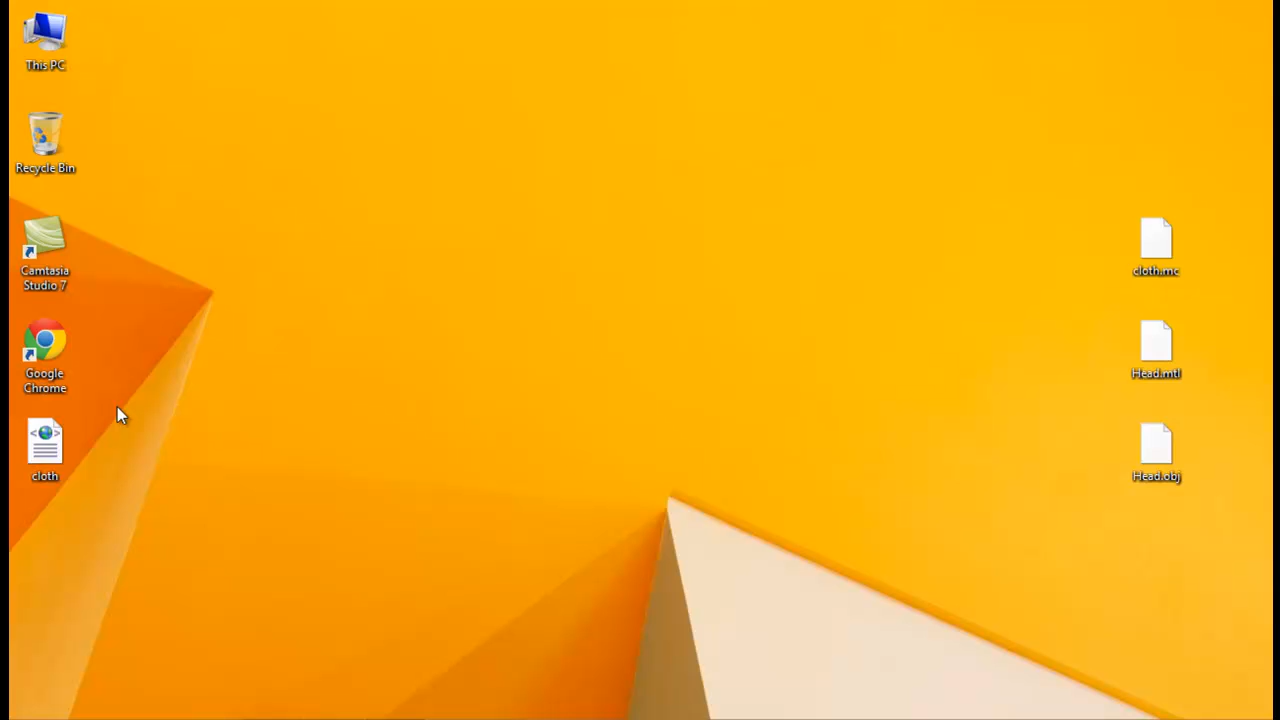 This PC
Recycle Bin
Camtasia
Studio 7
Google
Chrome
cloth
cloth.mc
Head.mtl
Head.obj